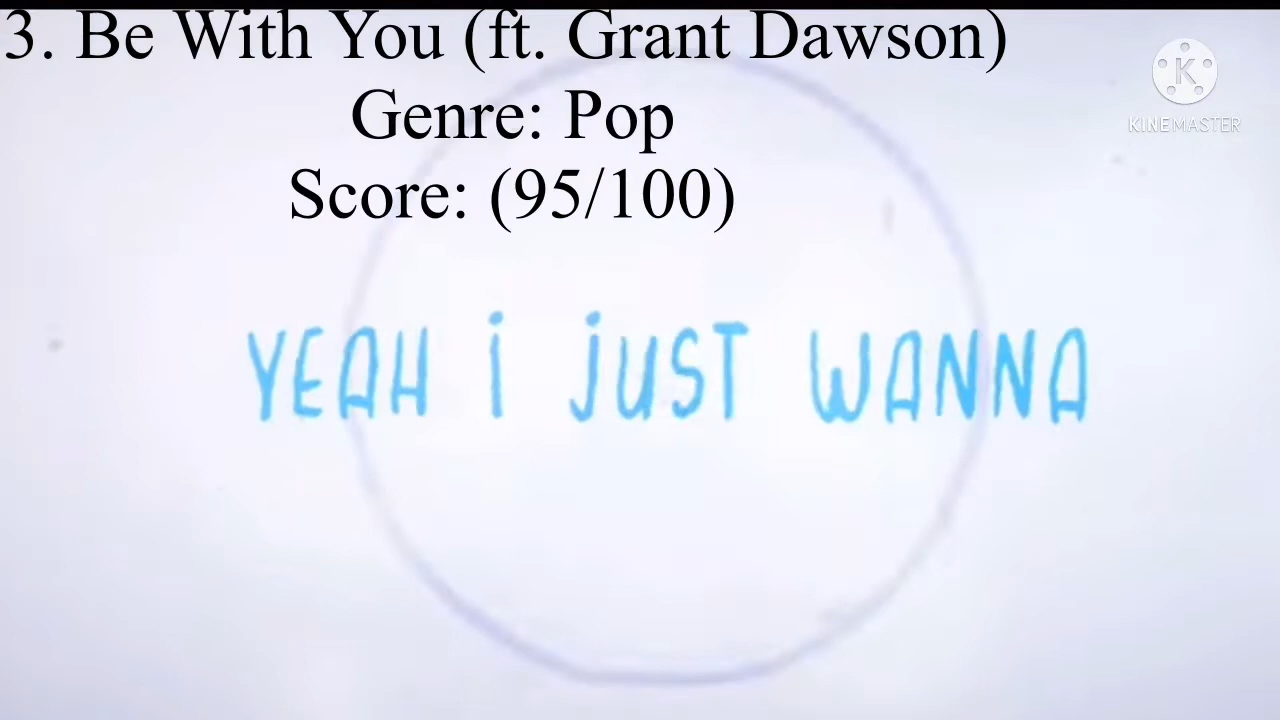 3. Be With You (ft. Grant Dawson)
Genre: Pop
Score: (95/100)
K
KINEMASTER
YEAH i jUST WANNA